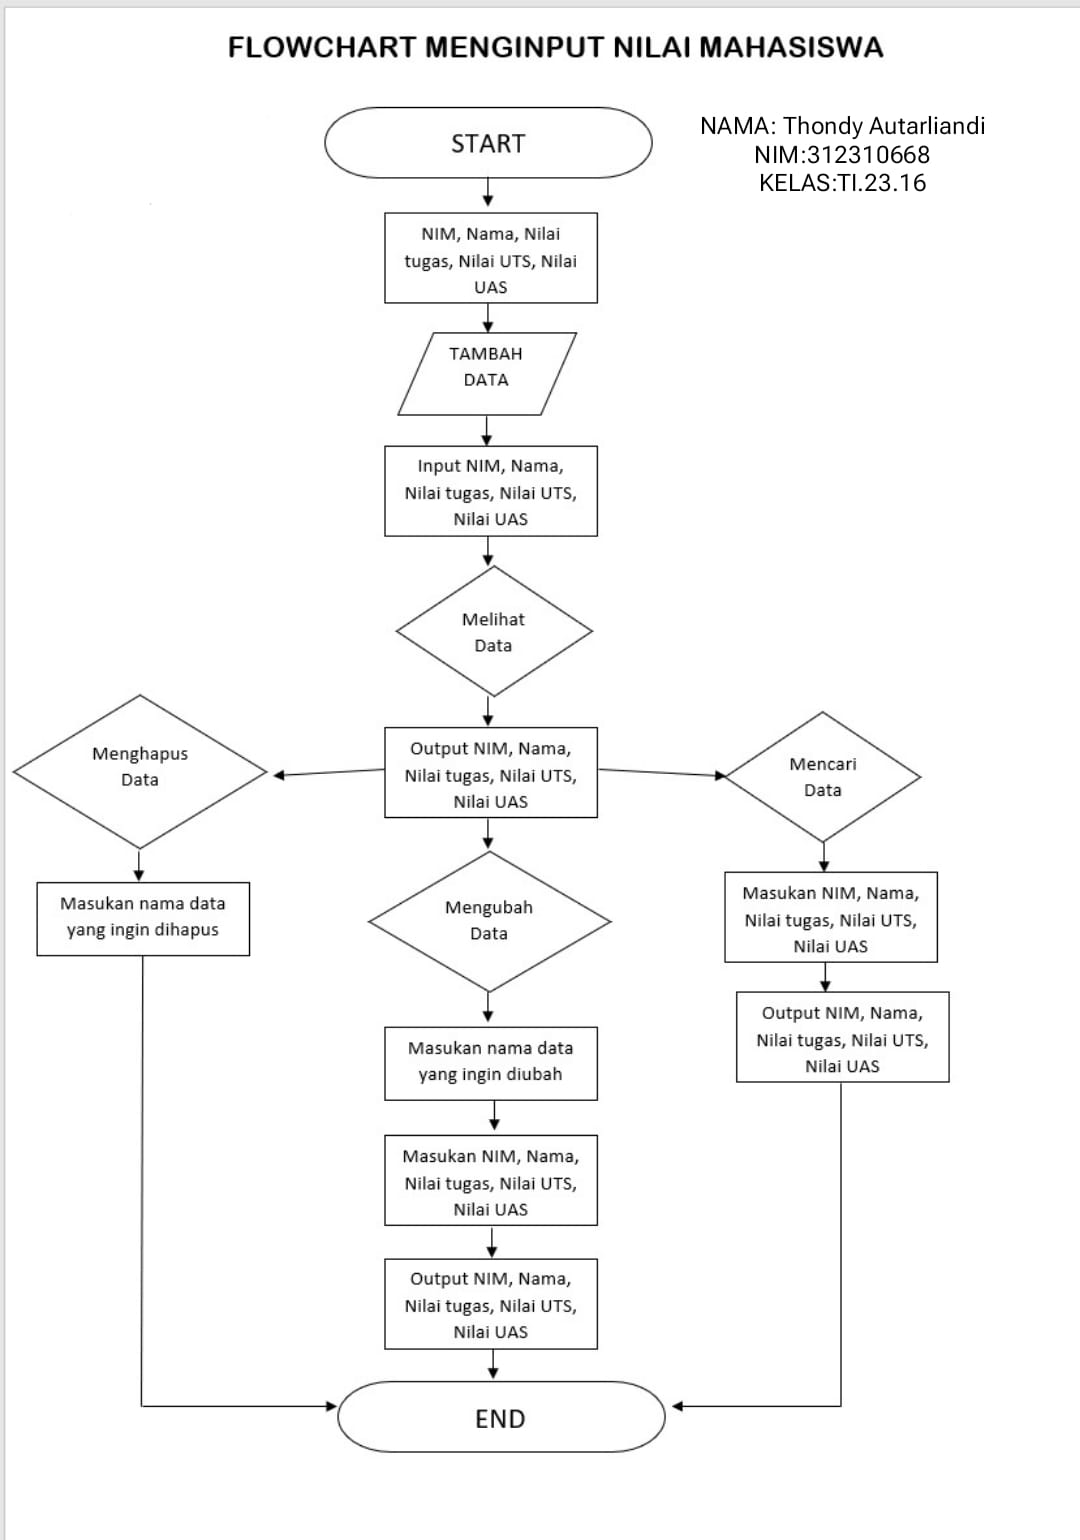 FLOWCHART MENGINPUT NILAI MAHASISWA
NAMA: Thondy Autarliandi
NIM:312310668
KELAS:TI.23.16
START
NIM, Nama, Nilai
tugas, Nilai UTS, Nilai
UAS
TAMBAH
DATA
Input NIM, Nama,
Nilai tugas, Nilai UTS,
Nilai UAS
Melihat
Data
Output NIM, Nama,
Nilai tugas, Nilai UTS,
Nilai UAS
Menghapus
Data
Masukan nama data
yang ingin dihapus
Mengubah
Data
Masukan nama data
yang ingin diubah
Masukan NIM, Nama,
Nilai tugas, Nilai UTS,
Nilai UAS
Output NIM, Nama,
Nilai tugas, Nilai UTS,
Nilai UAS
Mencari
Data
Masukan NIM, Nama,
Nilai tugas, Nilai UTS,
Nilai UAS
Output NIM, Nama,
Nilai tugas, Nilai UTS,
Nilai UAS
END